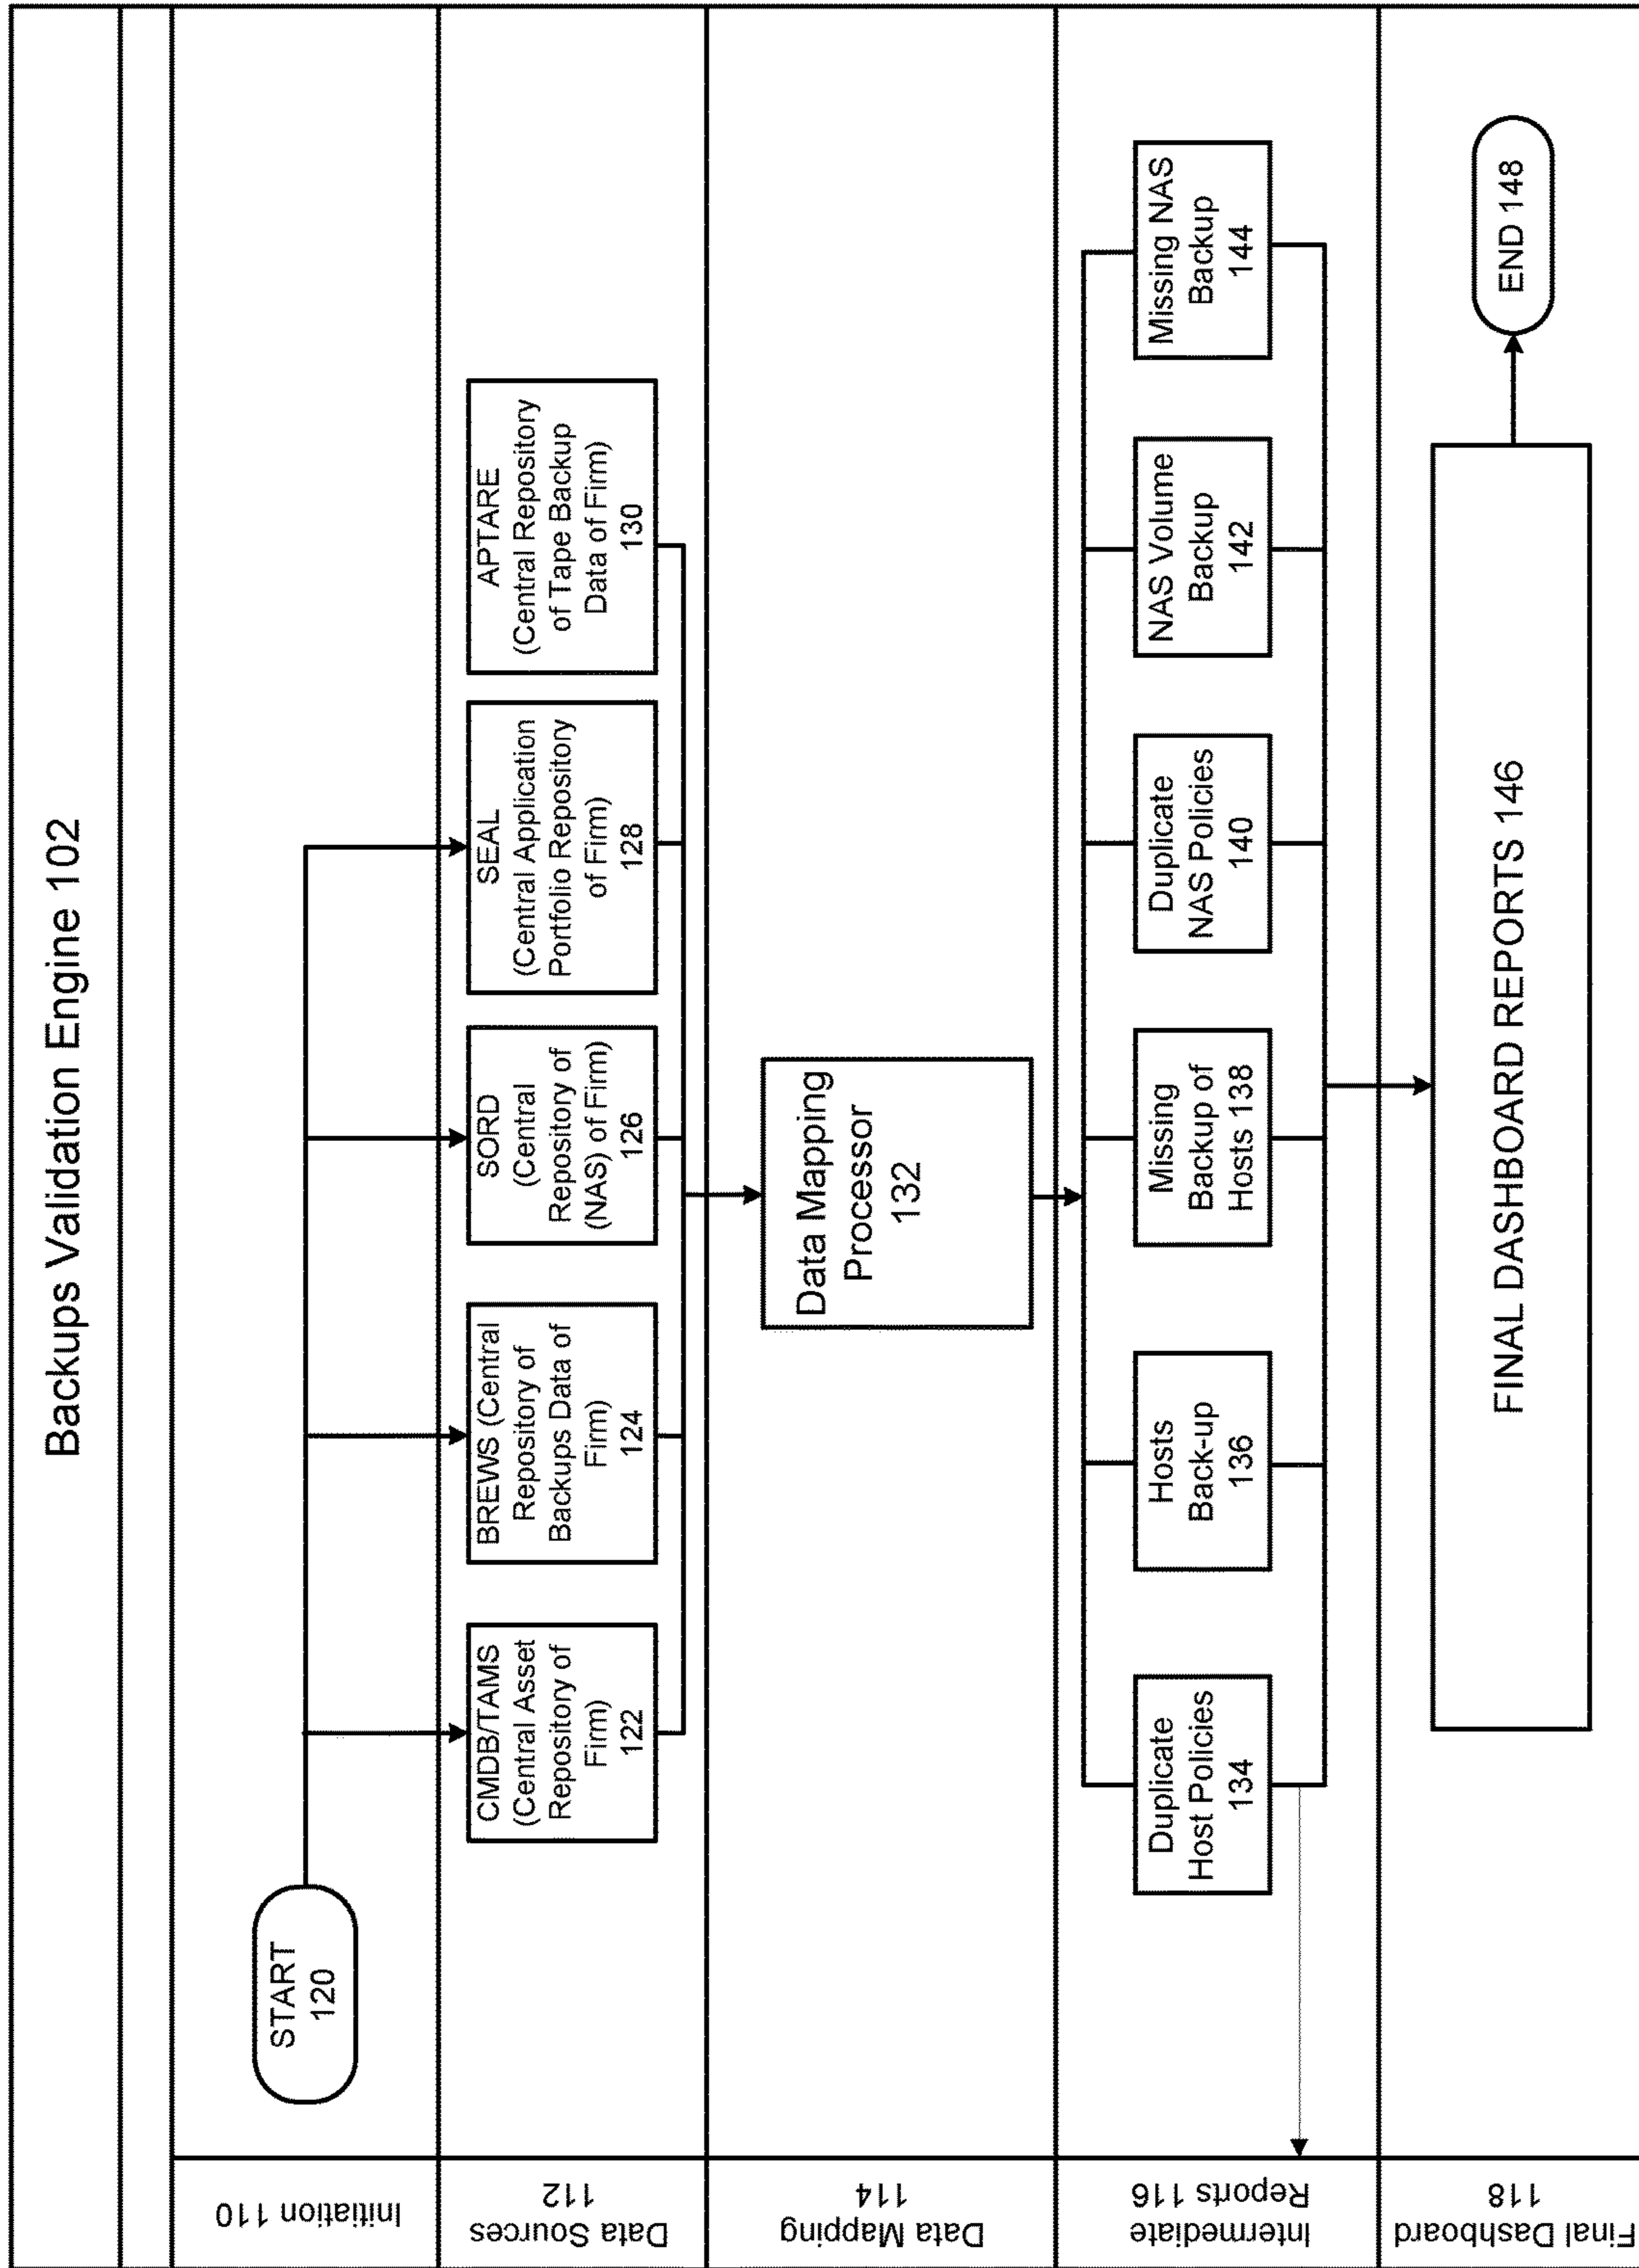 Backups Validation Engine 102
Initiation 110
START
120
Data Sources
112
CMDB/TAMS
(Central Asset
Repository of
Firm)
122
BREWS (Central
Repository of
Backups Data of
Firm)
124
SORD
(Central
Repository of
(NAS) of Firm)
126
SEAL
(Central Application
Portfolio Repository
of Firm)
128
APTARE
(Central Repository
of Tape Backup
Data of Firm)
130
Data Mapping
114
Data Mapping
Processor
132
Intermediate
Reports 116
Duplicate
Host Policies
134
Hosts
Back-up
136
Missing
Backup of
Hosts 138
Duplicate
NAS Policies
140
NAS Volume
Backup
142
Missing NAS
Backup
144
Final Dashboard
118
FINAL DASHBOARD REPORTS 146
END 148